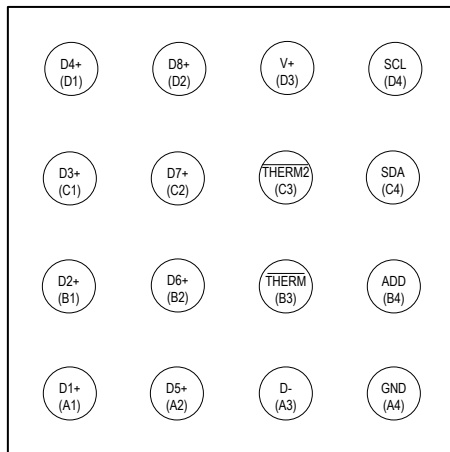 D4+
(D1)
D8+
(D2)
V+
(D3)
SCL
(D4)
D3+
(C1)
D7+
(C2)
THERM2
(C3)
SDA
(C4)
D2+
(B1)
D6+
(B2)
THERM
(B3)
ADD
(B4)
D1+
(A1)
D5+
(A2)
D-
(A3)
GND
(A4)